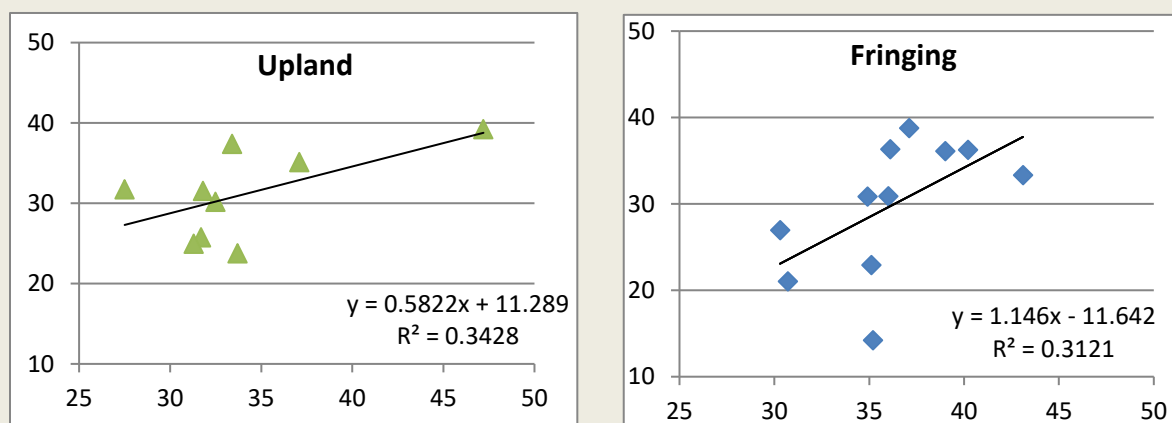 Upland
50
40
30
20
10
y = 0.5822x + 11.289
R² = 0.3428
25 30 35 40 45 50
Fringing
50
40
30
20
10
y = 1.146x - 11.642
R² = 0.3121
25 30 35 40 45 50